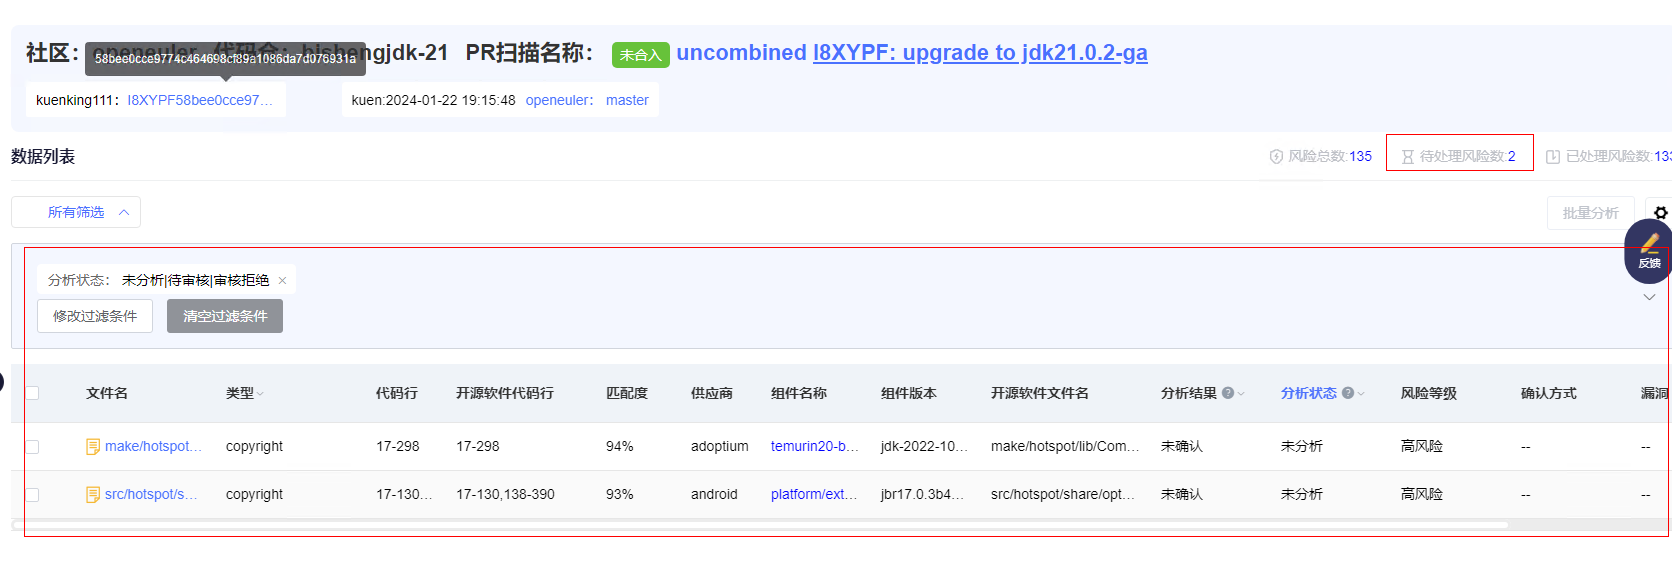 社区：openeuler 代码仓：bishengjdk-21 PR扫描名称： 未合入 uncombined I8XYPF: upgrade to jdk21.0.2-ga
58bee0cce9774c464698cf89a1086da7d076931a
kuenking111：I8XYPF58bee0cce97... kuen:2024-01-22 19:15:48 openeuler： master
数据列表 风险总数:135 待处理风险数:2 已处理风险数:133
所有筛选 批量分析
反馈
分析状态： 未分析|待审核|审核拒绝 ×
修改过滤条件 清空过滤条件
文件名 类型 代码行 开源软件代码行 匹配度 供应商 组件名称 组件版本 开源软件文件名 分析结果 分析状态 风险等级 确认方式 漏洞
make/hotspot... copyright 17-298 17-298 94% adoptium temurin20-b... jdk-2022-10... make/hotspot/lib/Com... 未确认 未分析 高风险 -- --
src/hotspot/s... copyright 17-130... 17-130,138-390 93% android platform/ext... jbr17.0.3b4... src/hotspot/share/opt... 未确认 未分析 高风险 -- --